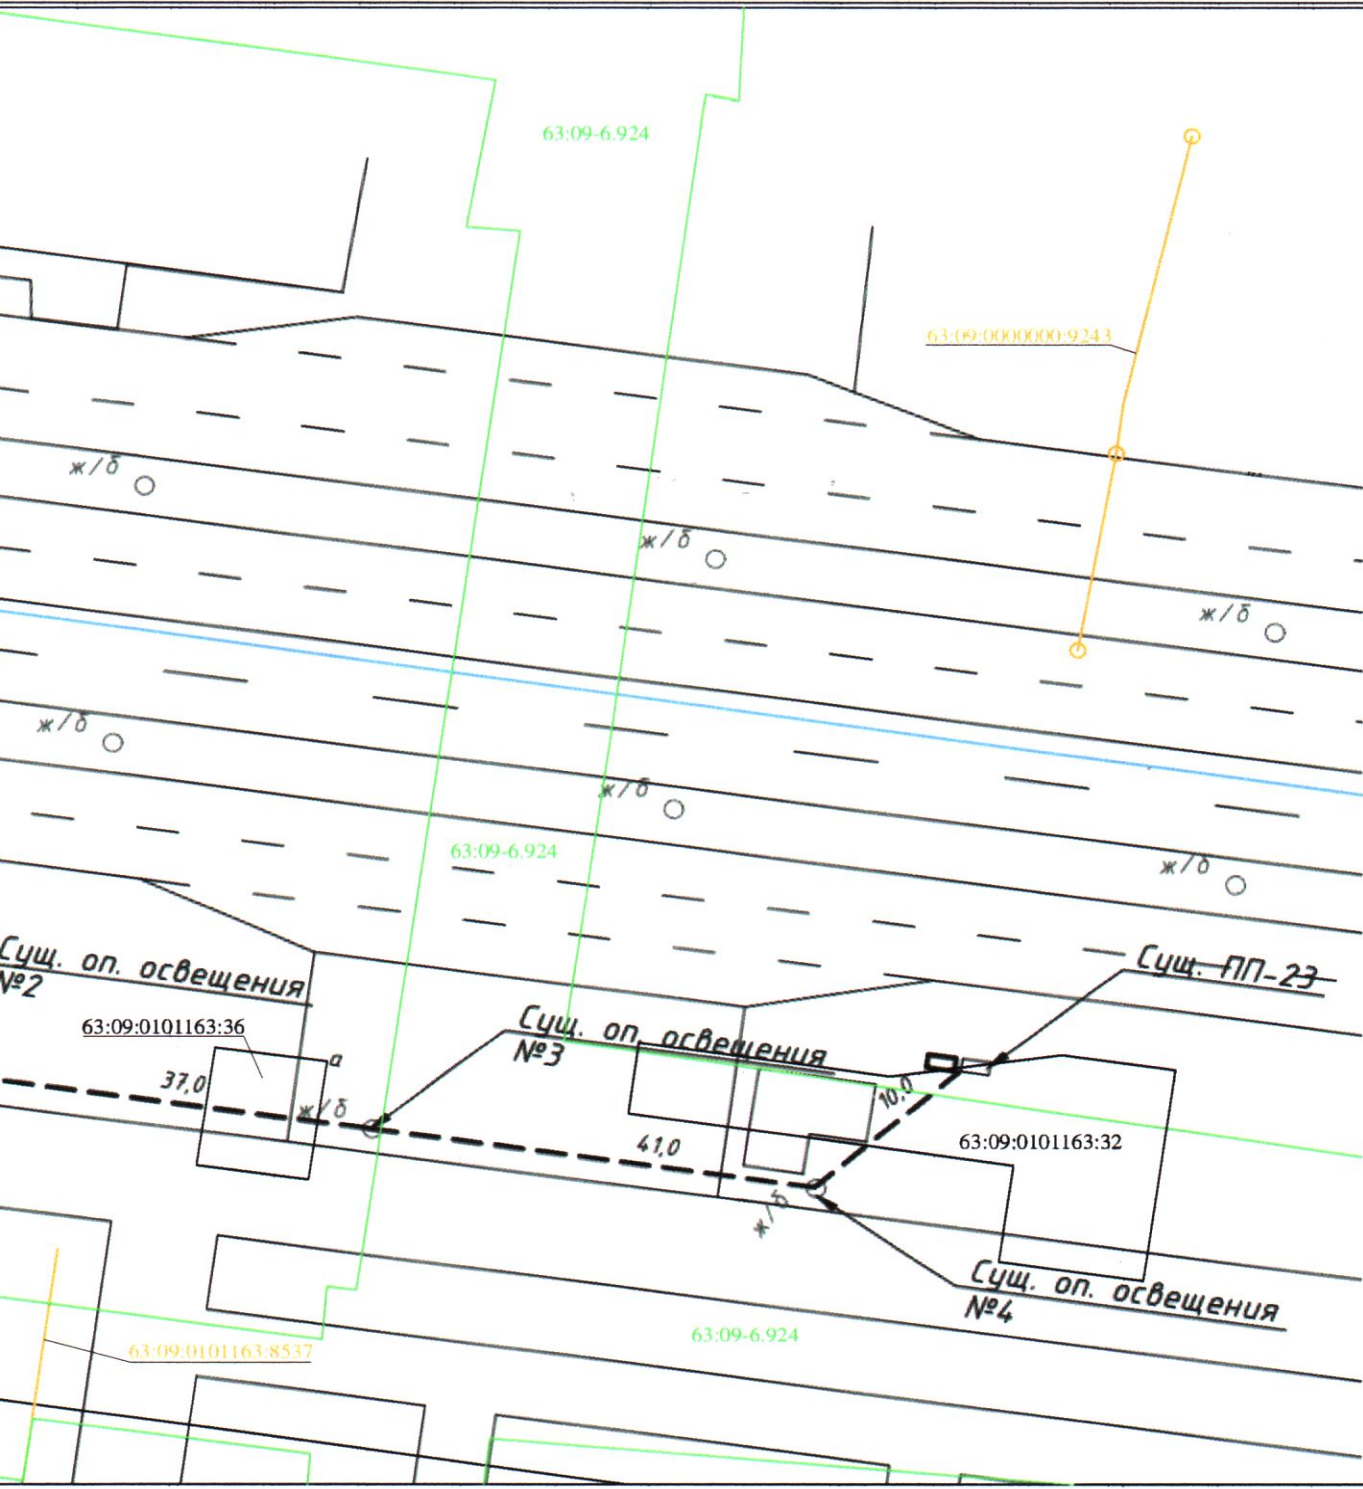 63:09-6.924
63:09:0000000:9243
ж/б
ж/б
ж/б
ж/б
ж/б
63:09-6.924
ж/б
Сущ. оп. освещения
№2
Сущ. ПП-23
63:09:0101163:36
Сущ. оп. освещения
№3
а
37,0
ж/б
10,0
41,0
63:09:0101163:32
ж/б
Сущ. оп. освещения
№4
63:09-6.924
63:09:0101163:8537